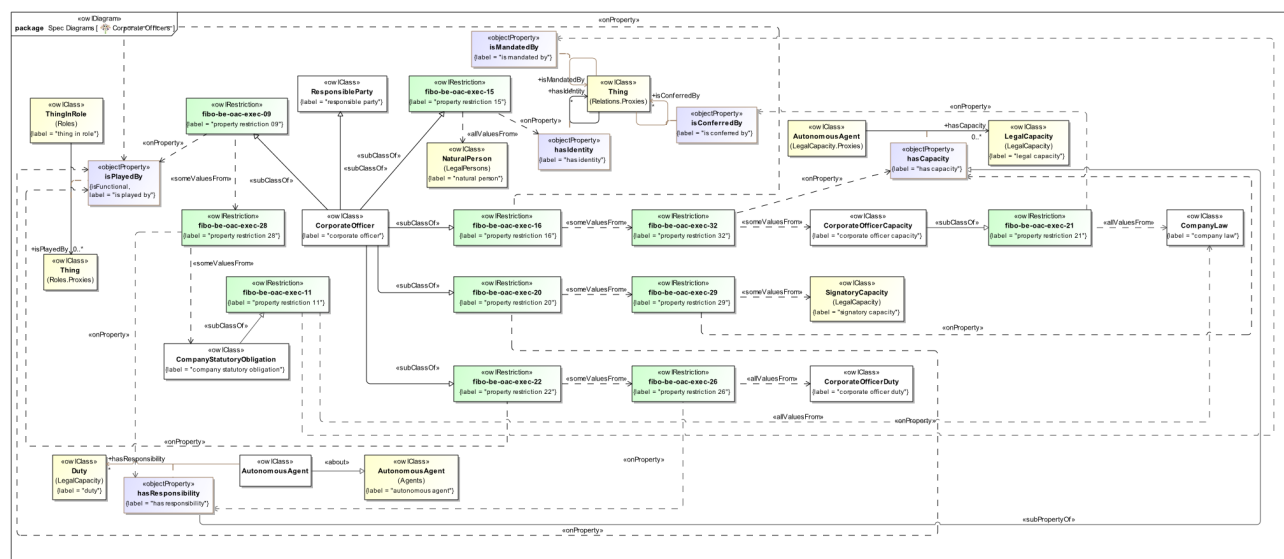 «owlDiagram»
package Spec Diagrams [ Corporate Officers ]
«onProperty»
«objectProperty»
isMandatedBy
{label = "is mandated by"}
«owlClass»
ThingInRole
(Roles)
{label = "thing in role"}
«owlRestriction»
fibo-be-oac-exec-09
{label = "property restriction 09"}
«owlClass»
ResponsibleParty
{label = "responsible party"}
«owlRestriction»
fibo-be-oac-exec-15
{label = "property restriction 15"}
+isMandatedBy
+hasIdentity
«owlClass»
Thing
(Relations.Proxies)
+isConferredBy
«objectProperty»
isConferredBy
{label = "is conferred by"}
«onProperty»
«owlClass»
AutonomousAgent
(LegalCapacity.Proxies)
+hasCapacity
0..*
«owlClass»
LegalCapacity
(LegalCapacity)
{label = "legal capacity"}
«onProperty»
«onProperty»
«allValuesFrom»
«objectProperty»
hasIdentity
{label = "has identity"}
«objectProperty»
hasCapacity
{label = "has capacity"}
«objectProperty»
isPlayedBy
{isFunctional,
label = "is played by"}
«someValuesFrom»
«subClassOf»
«subClassOf»
«subClassOf»
«owlClass»
NaturalPerson
(LegalPersons)
{label = "natural person"}
«onProperty»
«owlRestriction»
fibo-be-oac-exec-28
{label = "property restriction 28"}
«owlClass»
CorporateOfficer
{label = "corporate officer"}
«subClassOf»
«owlRestriction»
fibo-be-oac-exec-16
{label = "property restriction 16"}
«someValuesFrom»
«owlRestriction»
fibo-be-oac-exec-32
{label = "property restriction 32"}
«someValuesFrom»
«owlClass»
CorporateOfficerCapacity
{label = "corporate officer capacity"}
«subClassOf»
«owlRestriction»
fibo-be-oac-exec-21
{label = "property restriction 21"}
«allValuesFrom»
«owlClass»
CompanyLaw
{label = "company law"}
+isPlayedBy 0..*
«owlClass»
Thing
(Roles.Proxies)
«someValuesFrom»
«owlRestriction»
fibo-be-oac-exec-11
{label = "property restriction 11"}
«subClassOf»
«owlRestriction»
fibo-be-oac-exec-20
{label = "property restriction 20"}
«someValuesFrom»
«owlRestriction»
fibo-be-oac-exec-29
{label = "property restriction 29"}
«someValuesFrom»
«owlClass»
SignatoryCapacity
(LegalCapacity)
{label = "signatory capacity"}
«onProperty»
«subClassOf»
«onProperty»
«owlClass»
CompanyStatutoryObligation
{label = "company statutory obligation"}
«subClassOf»
«owlRestriction»
fibo-be-oac-exec-22
{label = "property restriction 22"}
«someValuesFrom»
«owlRestriction»
fibo-be-oac-exec-26
{label = "property restriction 26"}
«allValuesFrom»
«owlClass»
CorporateOfficerDuty
{label = "corporate officer duty"}
«allValuesFrom»
«onProperty»
«onProperty»
«owlClass»
Duty
(LegalCapacity)
{label = "duty"}
+hasResponsibility
*
«owlClass»
AutonomousAgent
«about»
«owlClass»
AutonomousAgent
(Agents)
{label = "autonomous agent"}
«onProperty»
«objectProperty»
hasResponsibility
{label = "has responsibility"}
«subPropertyOf»
«onProperty»